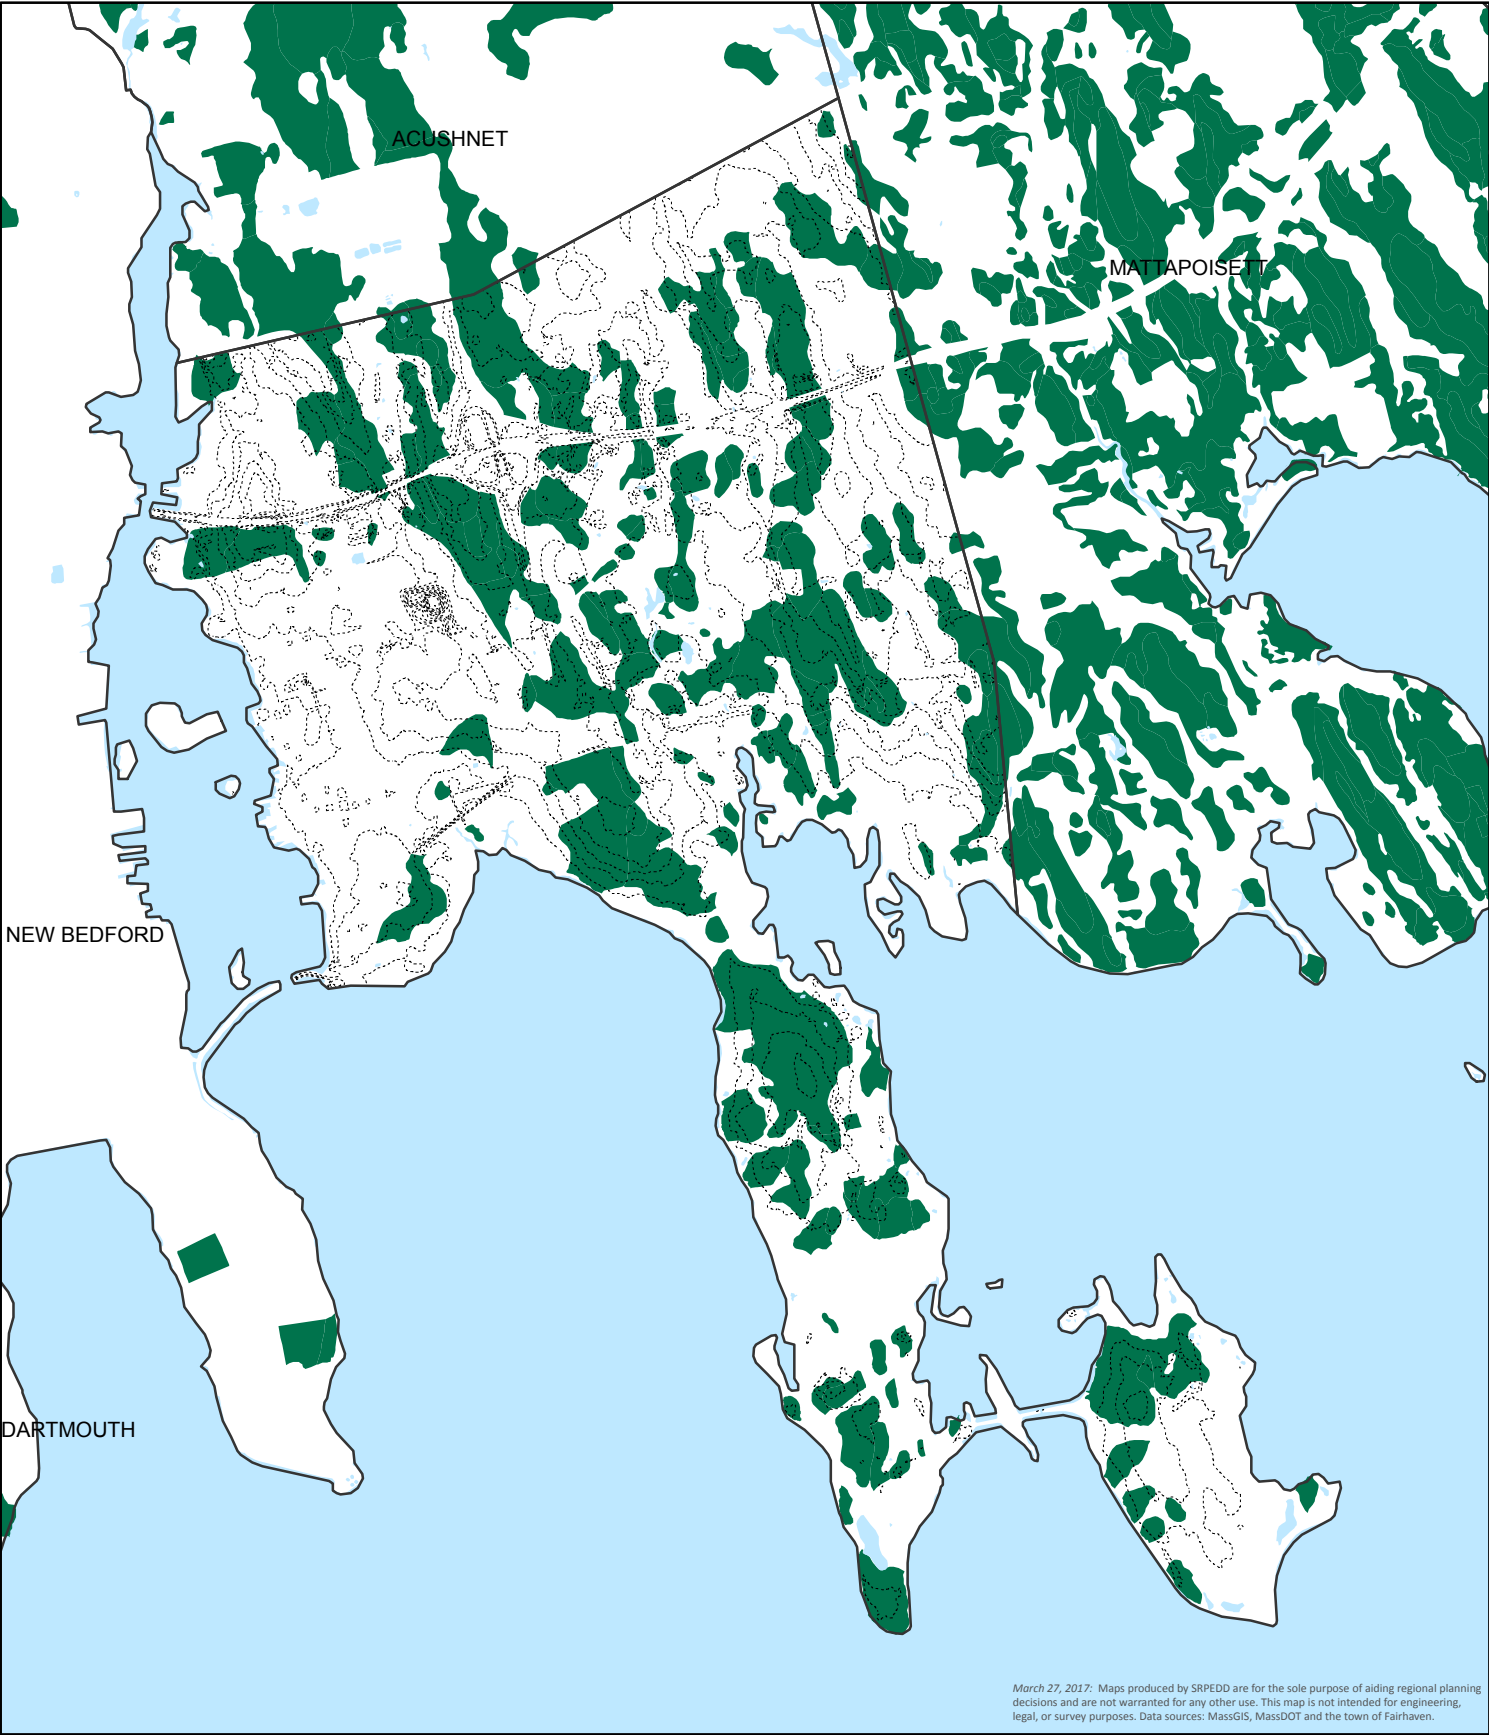 ACUSHNET
MATTAPOISETT
NEW BEDFORD
DARTMOUTH
March 27, 2017: Maps produced by SRPEDD are for the sole purpose of aiding regional planning
decisions and are not warranted for any other use. This map is not intended for engineering,
legal, or survey purposes. Data sources: MassGIS, MassDOT and the town of Fairhaven.